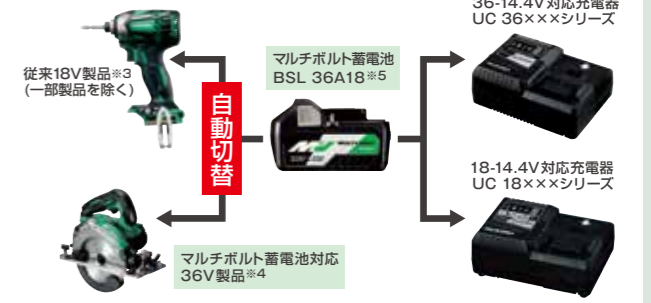 36-14.4V対応充電器
UC 36×××シリーズ
従来18V製品※3
(一部製品を除く)
マルチボルト蓄電池
BSL 36A18※5
自動切替
18-14.4V対応充電器
UC 18×××シリーズ
マルチボルト蓄電池対応
36V製品※4